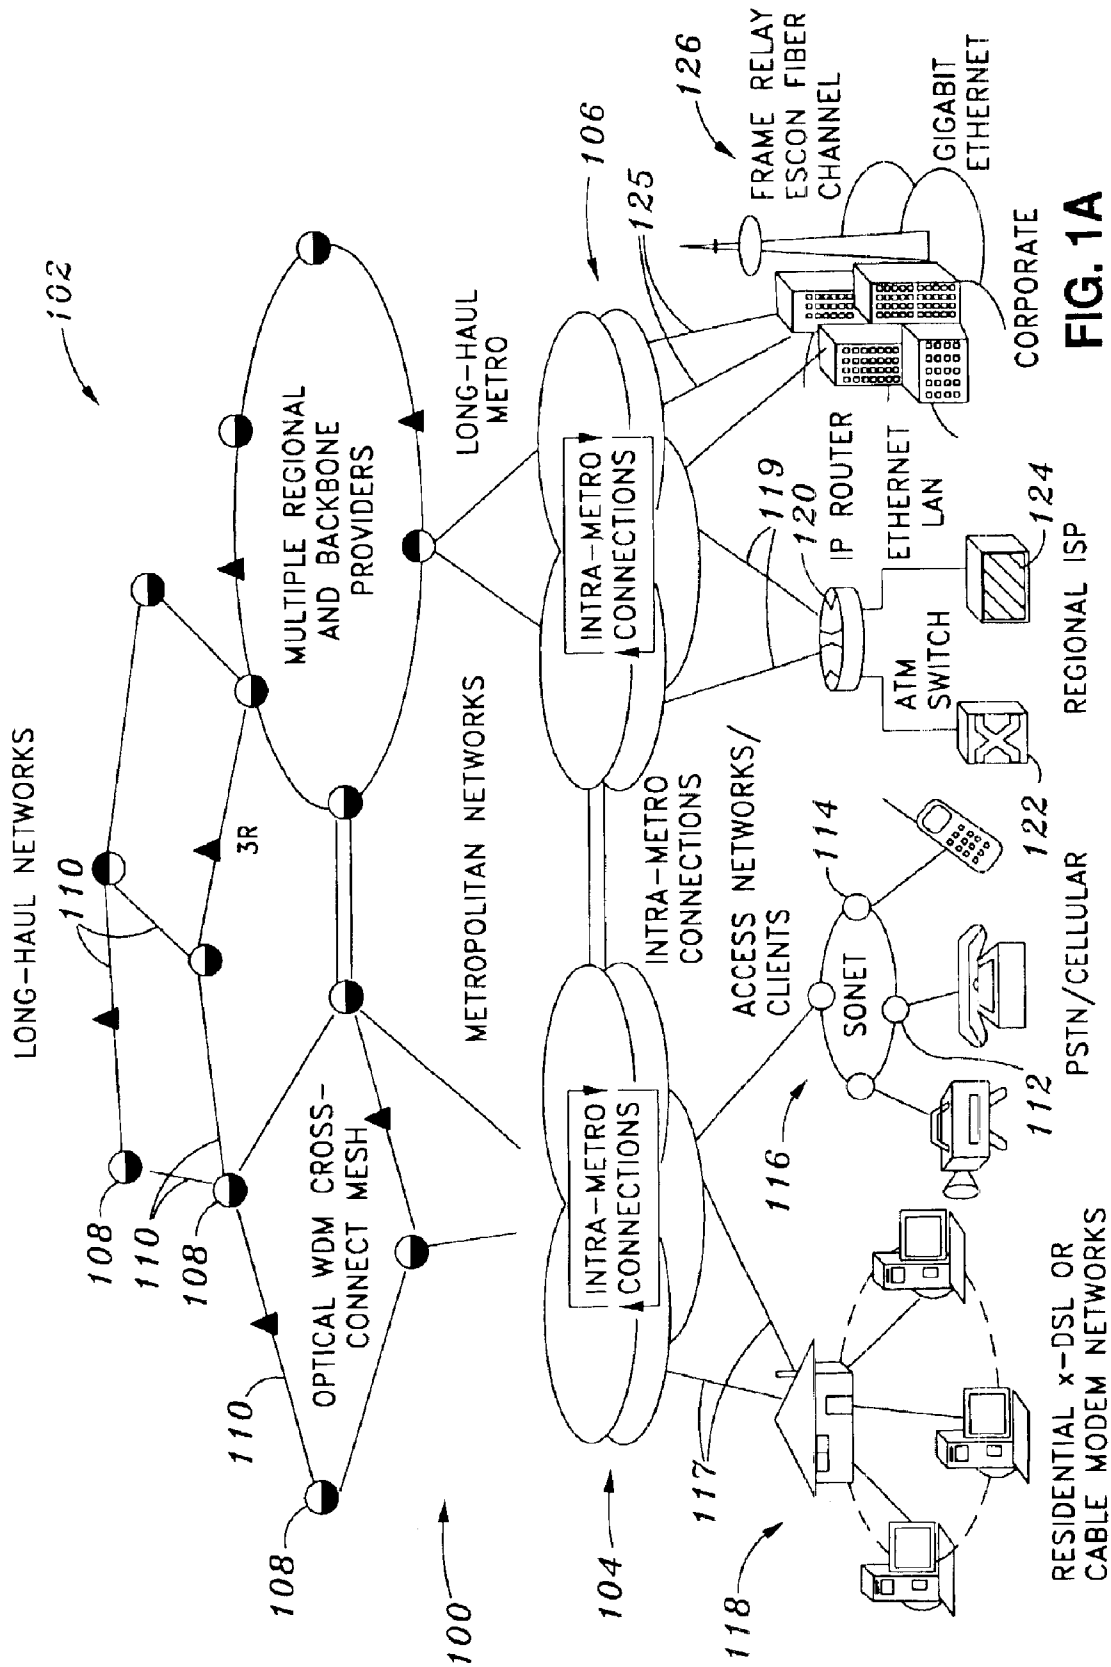 LONG-HAUL NETWORKS
102
108
110
108
110
110
108
3R
OPTICAL WDM CROSS-
CONNECT MESH
MULTIPLE REGIONAL
AND BACKBONE
PROVIDERS
100
METROPOLITAN NETWORKS
LONG-HAUL
METRO
104
106
INTRA-METRO
CONNECTIONS
INTRA-METRO
CONNECTIONS
INTRA-METRO
CONNECTIONS
117
118
116
ACCESS NETWORKS/
CLIENTS
114
SONET
112
119
120
125
126
FRAME RELAY
ESCON FIBER
CHANNEL
IP ROUTER
ETHERNET
LAN
ATM
SWITCH
GIGABIT
ETHERNET
122
124
RESIDENTIAL x-DSL OR
CABLE MODEM NETWORKS
PSTN/CELLULAR
REGIONAL ISP
CORPORATE
FIG. 1A